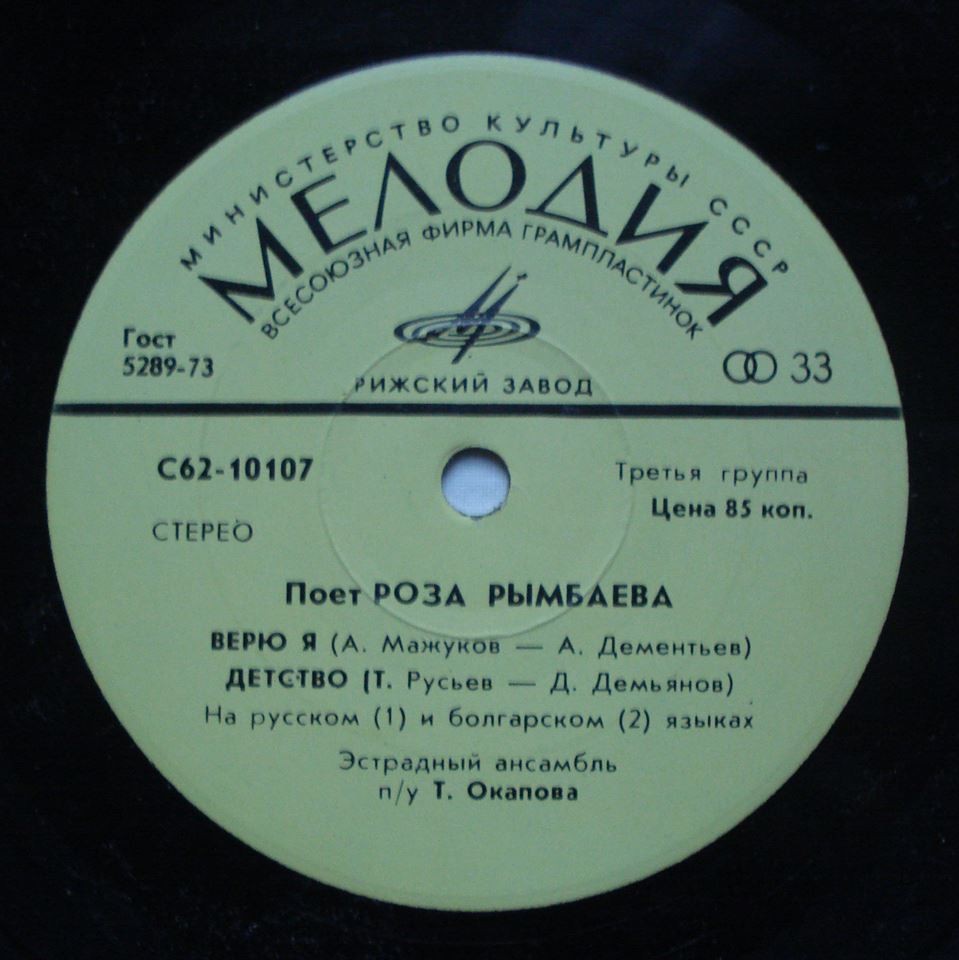 МИНИСТЕРСТВО КУЛЬТУРЫ СССР
МЕЛОДИЯ
ВСЕСОЮЗНАЯ ФИРМА ГРАМПЛАСТИНОК
Гост
5289-73
33
РИЖСКИЙ ЗАВОД
С62-10107
Третья группа
Цена 85 коп.
СТЕРЕО
Поет РОЗА РЫМБАЕВА
ВЕРЮ Я (А. Мажуков — А. Дементьев)
ДЕТСТВО (Т. Русьев — Д. Демьянов)
На русском (1) и болгарском (2) языках
Эстрадный ансамбль
п/у Т. Окапова